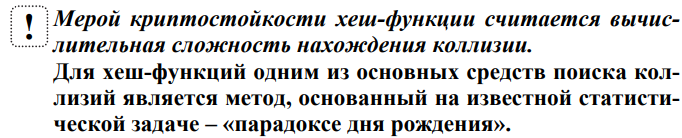 ! Мерой криптостойкости хеш-функции считается вычис-
лительная сложность нахождения коллизии.
Для хеш-функций одним из основных средств поиска кол-
лизий является метод, основанный на известной статисти-
ческой задаче – «парадоксе дня рождения».